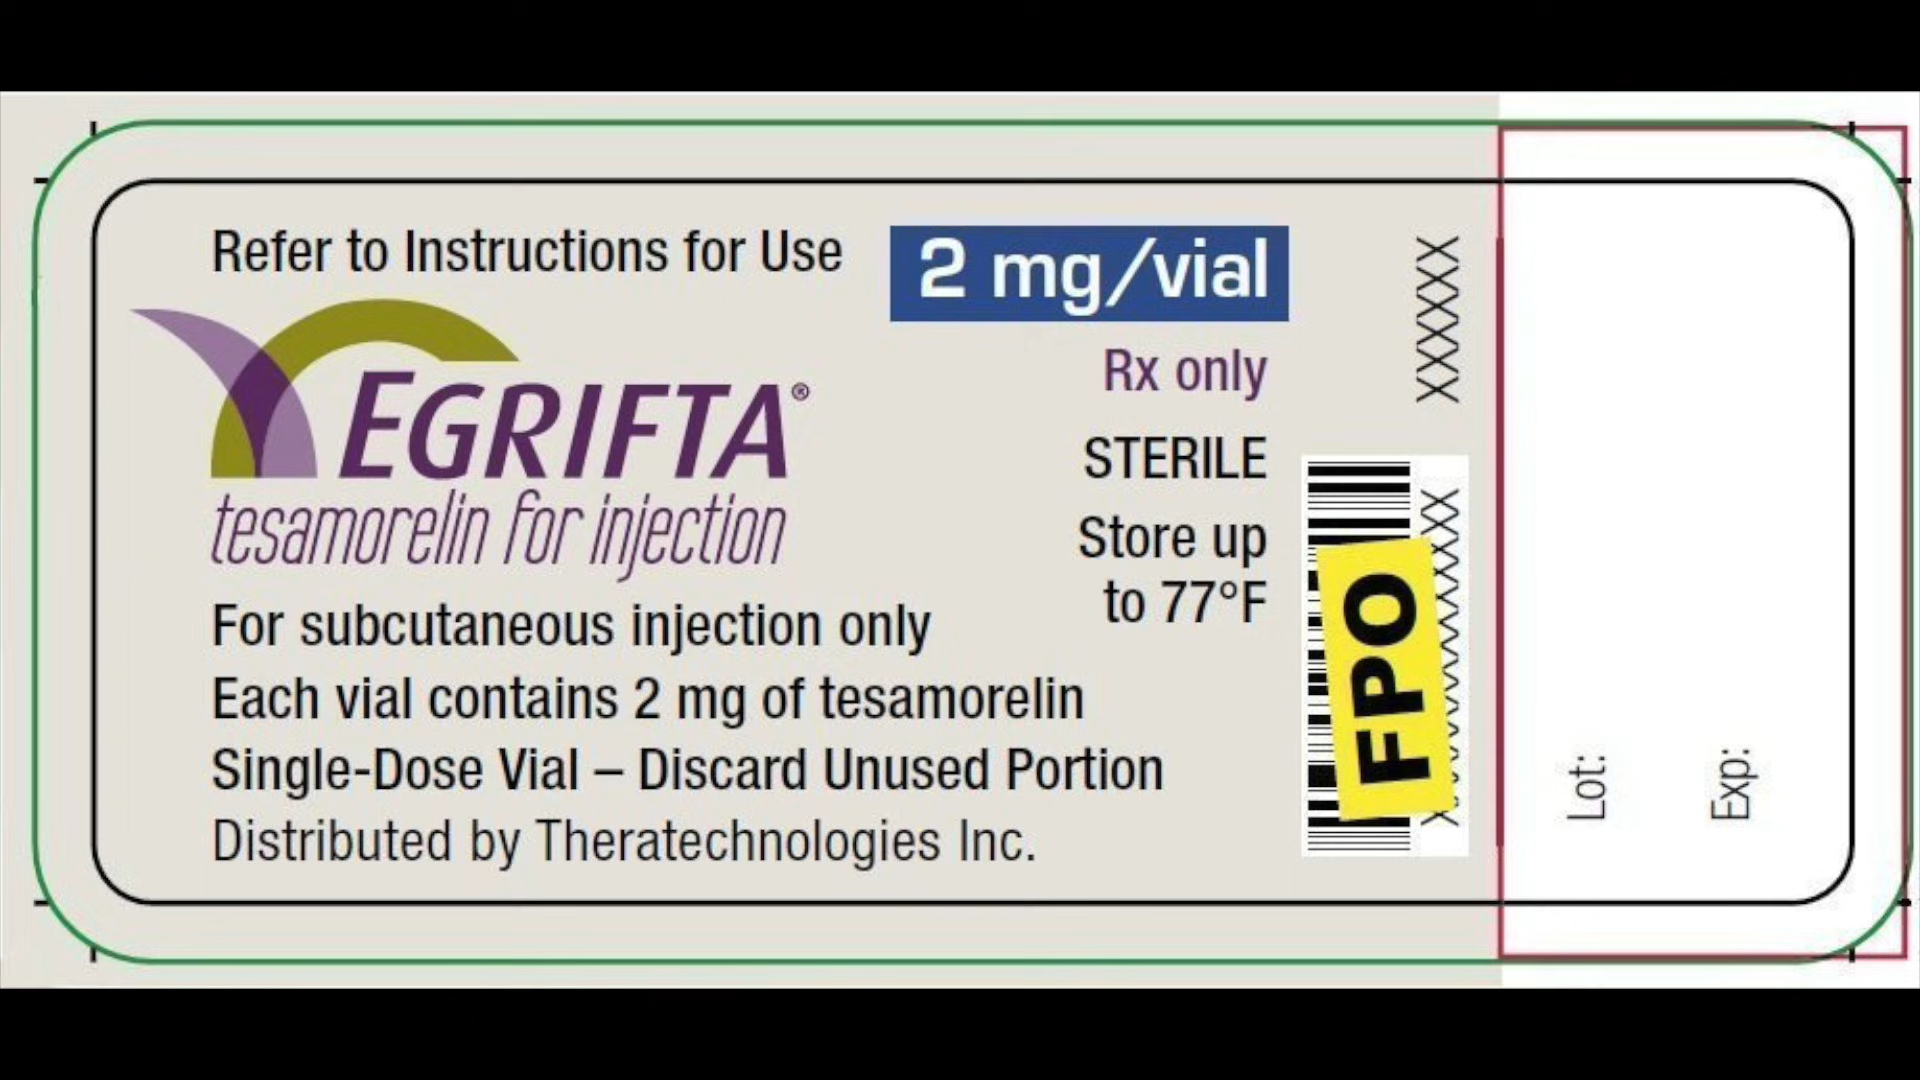 Refer to Instructions for Use
2 mg/vial
EGRIFTA®
tesamorelin for injection
Rx only
STERILE
Store up
to 77°F
For subcutaneous injection only
Each vial contains 2 mg of tesamorelin
Single-Dose Vial – Discard Unused Portion
Distributed by Theratechnologies Inc.
XXXXXX
FPO
Lot:
Exp: